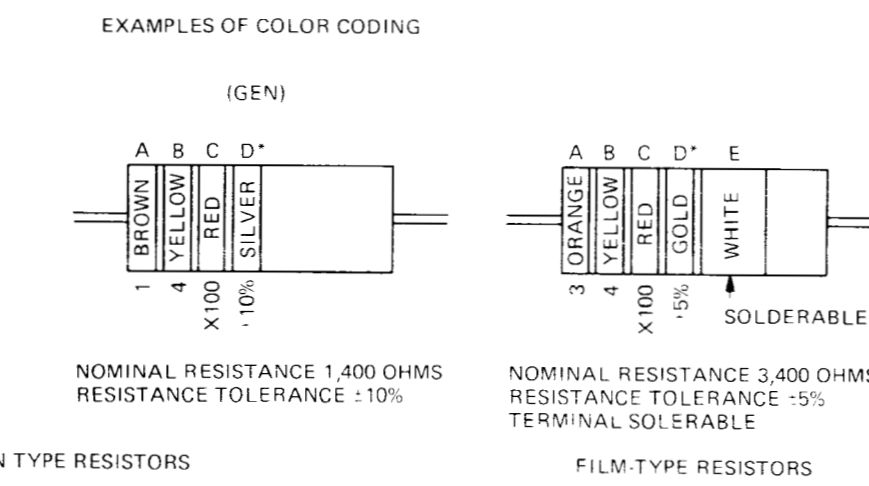 EXAMPLES OF COLOR CODING
(GEN)
A B C D*
BROWN YELLOW RED SILVER
1 4 X100 ±10%
NOMINAL RESISTANCE 1,400 OHMS
RESISTANCE TOLERANCE ±10%
N TYPE RESISTORS
A B C D* E
ORANGE YELLOW RED GOLD WHITE
3 4 X100 ±5%
SOLDERABLE
NOMINAL RESISTANCE 3,400 OHMS
RESISTANCE TOLERANCE ±5%
TERMINAL SOLERABLE
FILM-TYPE RESISTORS